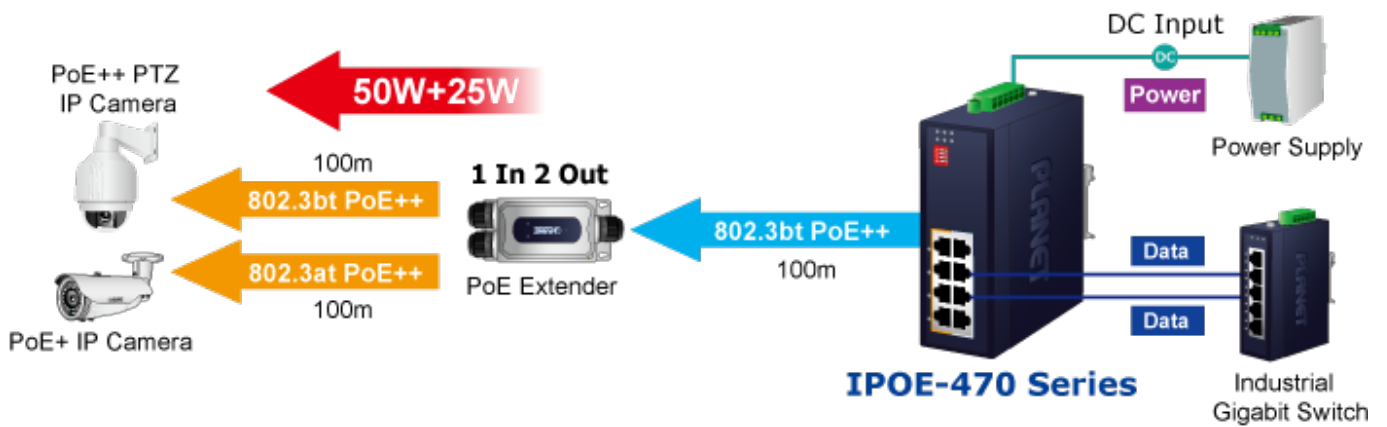 DC Input
DC
Power
Power Supply
PoE++ PTZ
IP Camera
50W+25W
100m
802.3bt PoE++
802.3at PoE++
100m
PoE+ IP Camera
1 In 2 Out
PLANET
PoE Extender
802.3bt PoE++
100m
PLANET
IPOE-470 Series
Data
Data
PLANET
Industrial
Gigabit Switch